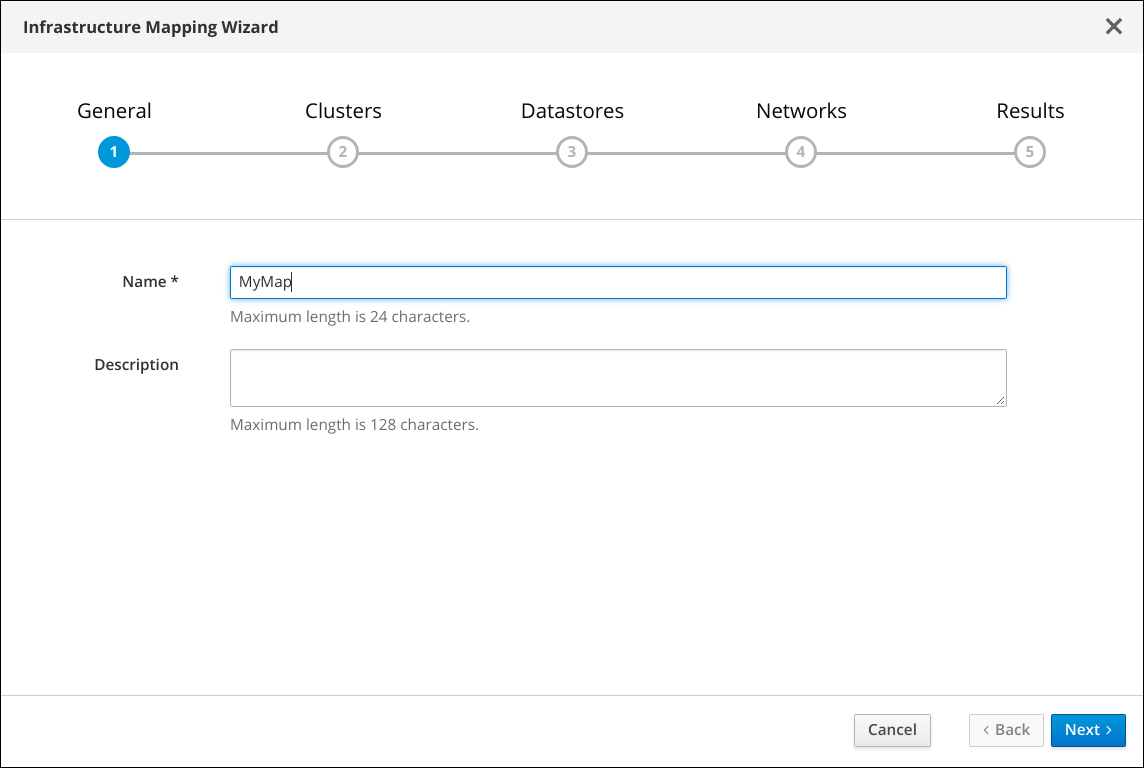 Infrastructure Mapping Wizard
General Clusters Datastores Networks Results
1 2 3 4 5
Name * MyMap
Maximum length is 24 characters.
Description
Maximum length is 128 characters.
Cancel < Back Next >